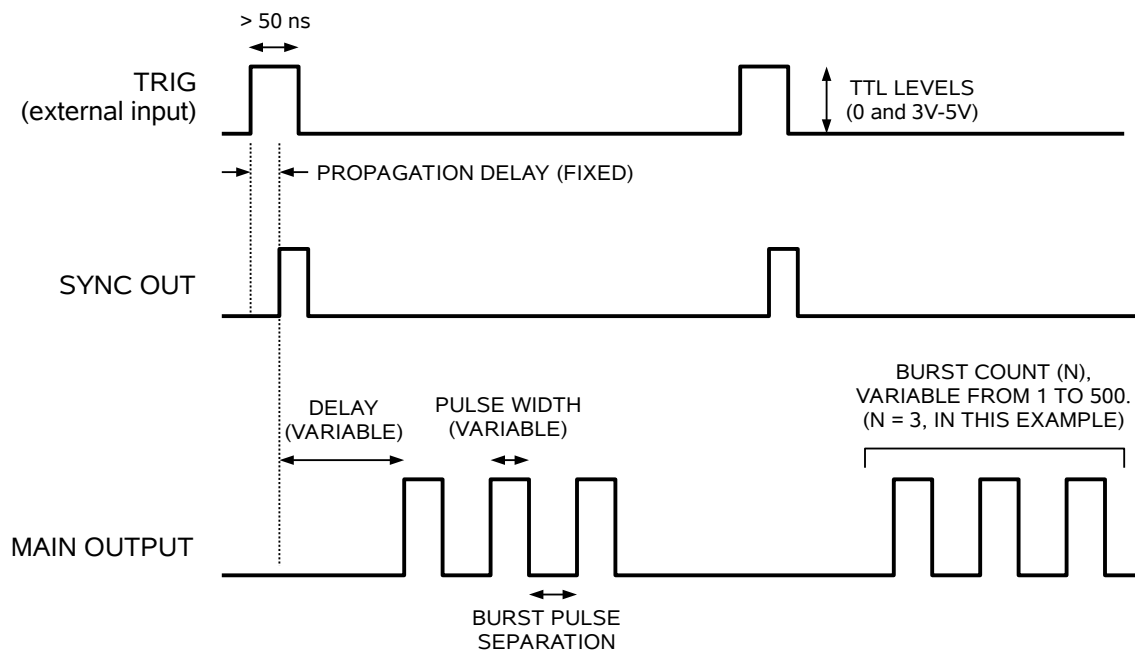 > 50 ns
TRIG
(external input)
TTL LEVELS
(0 and 3V-5V)
PROPAGATION DELAY (FIXED)
SYNC OUT
BURST COUNT (N),
VARIABLE FROM 1 TO 500.
(N = 3, IN THIS EXAMPLE)
DELAY
(VARIABLE)
PULSE WIDTH
(VARIABLE)
MAIN OUTPUT
BURST PULSE
SEPARATION